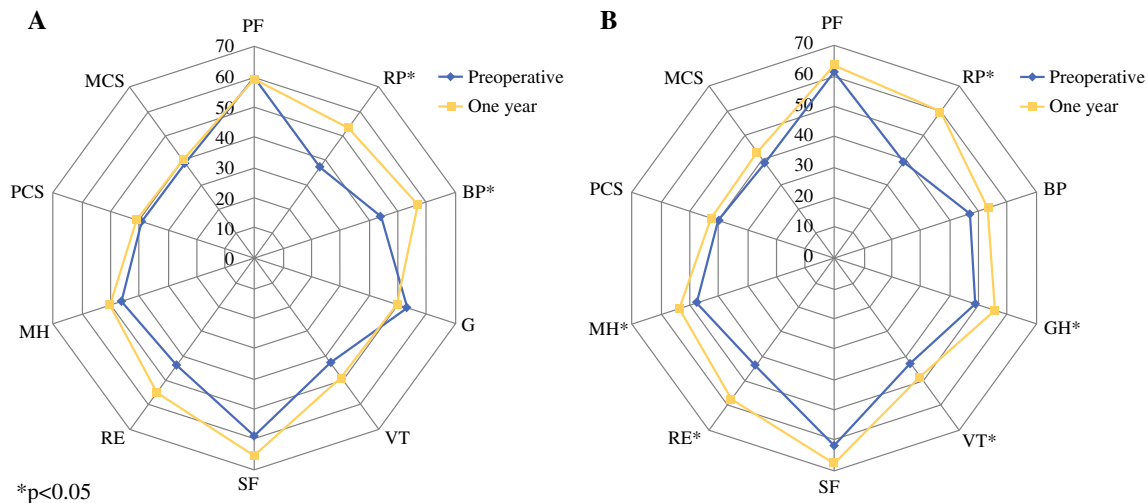 A
PF
RP*
BP*
G
VT
SF
RE
MH
PCS
MCS
70
60
50
40
30
20
10
0
Preoperative
One year
*p<0.05
B
PF
RP*
BP
GH*
VT*
SF
RE*
MH*
PCS
MCS
70
60
50
40
30
20
10
0
Preoperative
One year